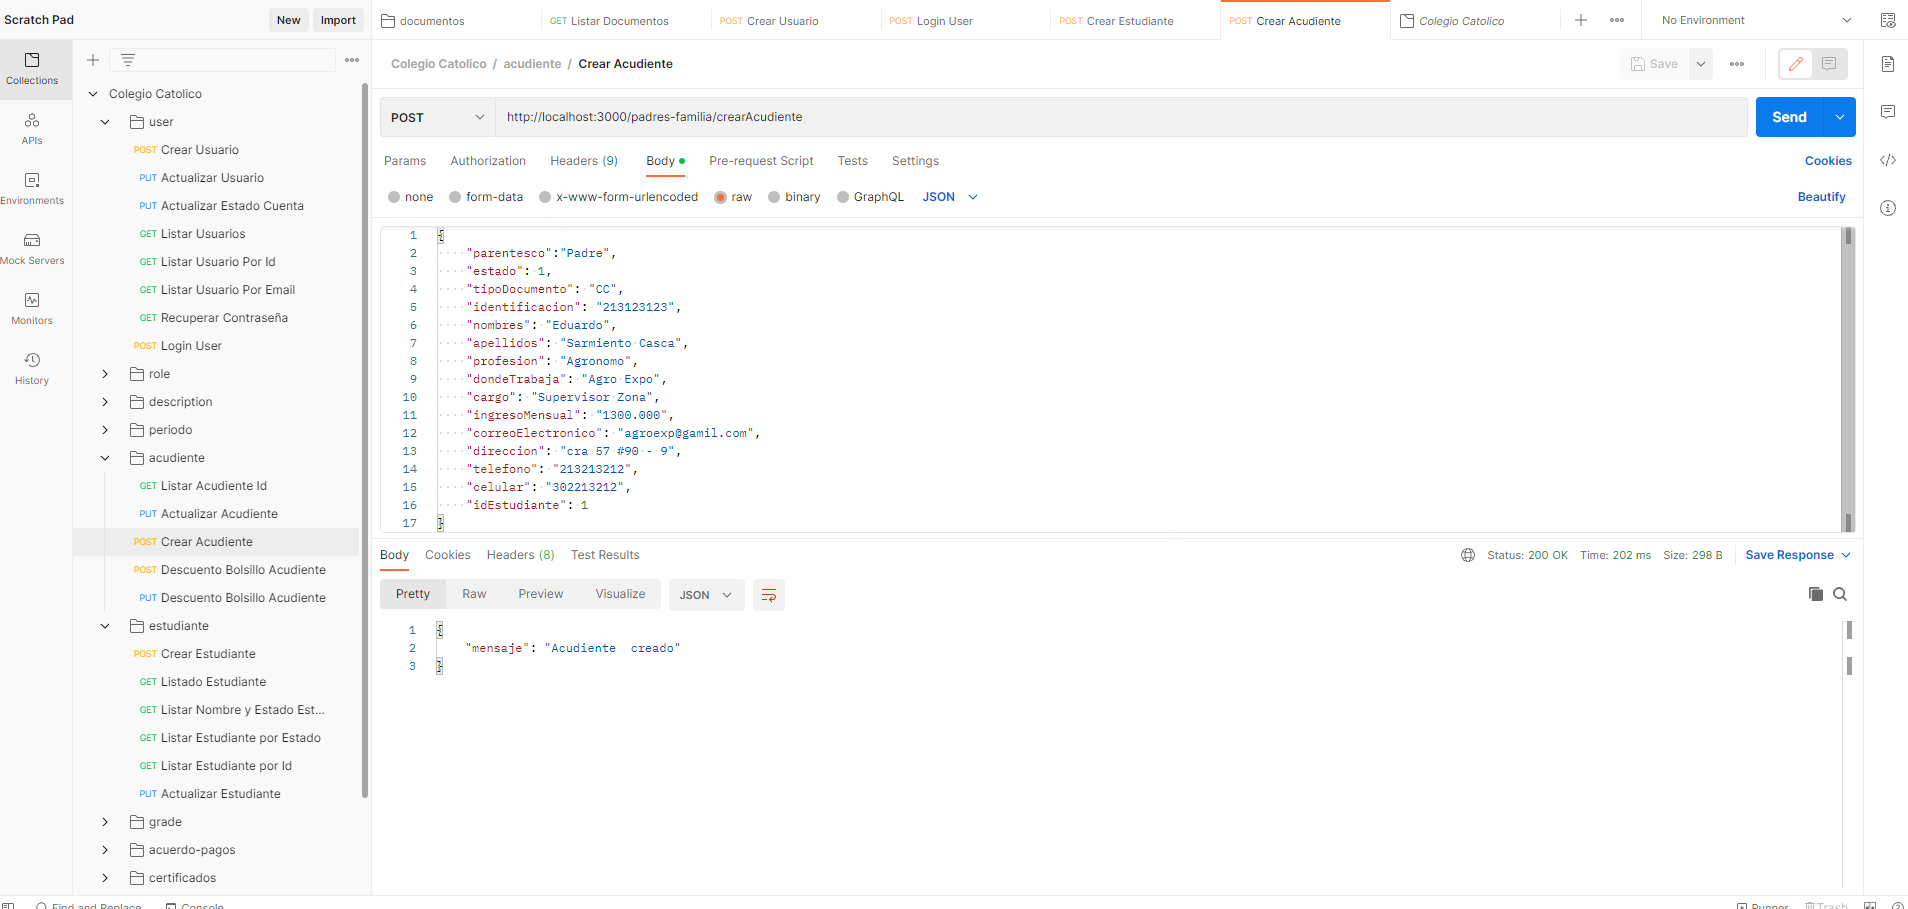 Scratch Pad
New
Import
documentos
GET Listar Documentos
POST Crear Usuario
POST Login User
POST Crear Estudiante
POST Crear Acudiente
Colegio Catolico
No Environment
Collections
APIs
Environments
Mock Servers
Monitors
History
Colegio Catolico
user
POST Crear Usuario
PUT Actualizar Usuario
PUT Actualizar Estado Cuenta
GET Listar Usuarios
GET Listar Usuario Por Id
GET Listar Usuario Por Email
GET Recuperar Contraseña
POST Login User
role
description
periodo
acudiente
GET Listar Acudiente Id
PUT Actualizar Acudiente
POST Crear Acudiente
POST Descuento Bolsillo Acudiente
PUT Descuento Bolsillo Acudiente
estudiante
POST Crear Estudiante
GET Listado Estudiante
GET Listar Nombre y Estado Est...
GET Listar Estudiante por Estado
GET Listar Estudiante por Id
PUT Actualizar Estudiante
grade
acuerdo-pagos
certificados
Colegio Catolico / acudiente / Crear Acudiente
Save
POST
http://localhost:3000/padres-familia/crearAcudiente
Send
Params
Authorization
Headers (9)
Body
Pre-request Script
Tests
Settings
Cookies
none
form-data
x-www-form-urlencoded
raw
binary
GraphQL
JSON
Beautify
1 {
2 "parentesco":"Padre",
3 "estado": 1,
4 "tipoDocumento": "CC",
5 "identificacion": "213123123",
6 "nombres": "Eduardo",
7 "apellidos": "Sarmiento Casca",
8 "profesion": "Agronomo",
9 "dondeTrabaja": "Agro Expo",
10 "cargo": "Supervisor Zona",
11 "ingresoMensual": "1300.000",
12 "correoElectronico": "agroexp@gamil.com",
13 "direccion": "cra 57 #90 - 9",
14 "telefono": "213213212",
15 "celular": "302213212",
16 "idEstudiante": 1
17 }
Body
Cookies
Headers (8)
Test Results
Status: 200 OK
Time: 202 ms
Size: 298 B
Save Response
Pretty
Raw
Preview
Visualize
JSON
1 {
2 "mensaje": "Acudiente  creado"
3 }
Find and Replace
Console
Runner
Trash